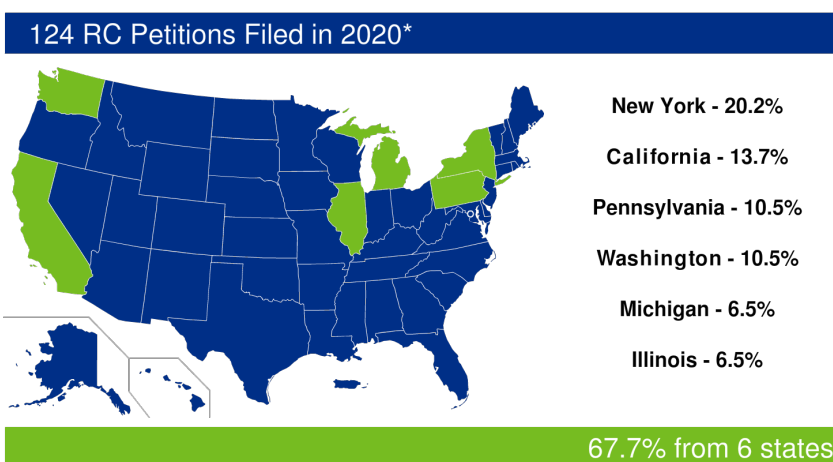 124 RC Petitions Filed in 2020*
New York - 20.2%
California - 13.7%
Pennsylvania - 10.5%
Washington - 10.5%
Michigan - 6.5%
Illinois - 6.5%
67.7% from 6 states